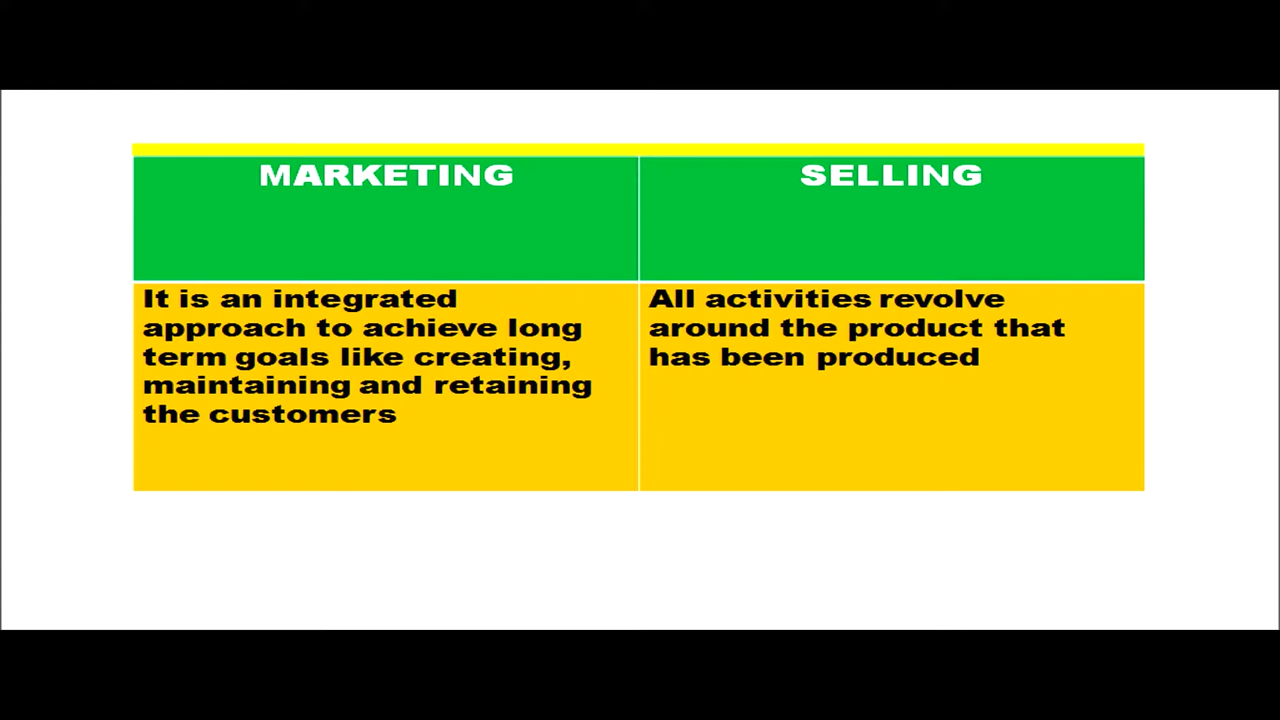 MARKETING
SELLING
It is an integrated
approach to achieve long
term goals like creating,
maintaining and retaining
the customers
All activities revolve
around the product that
has been produced